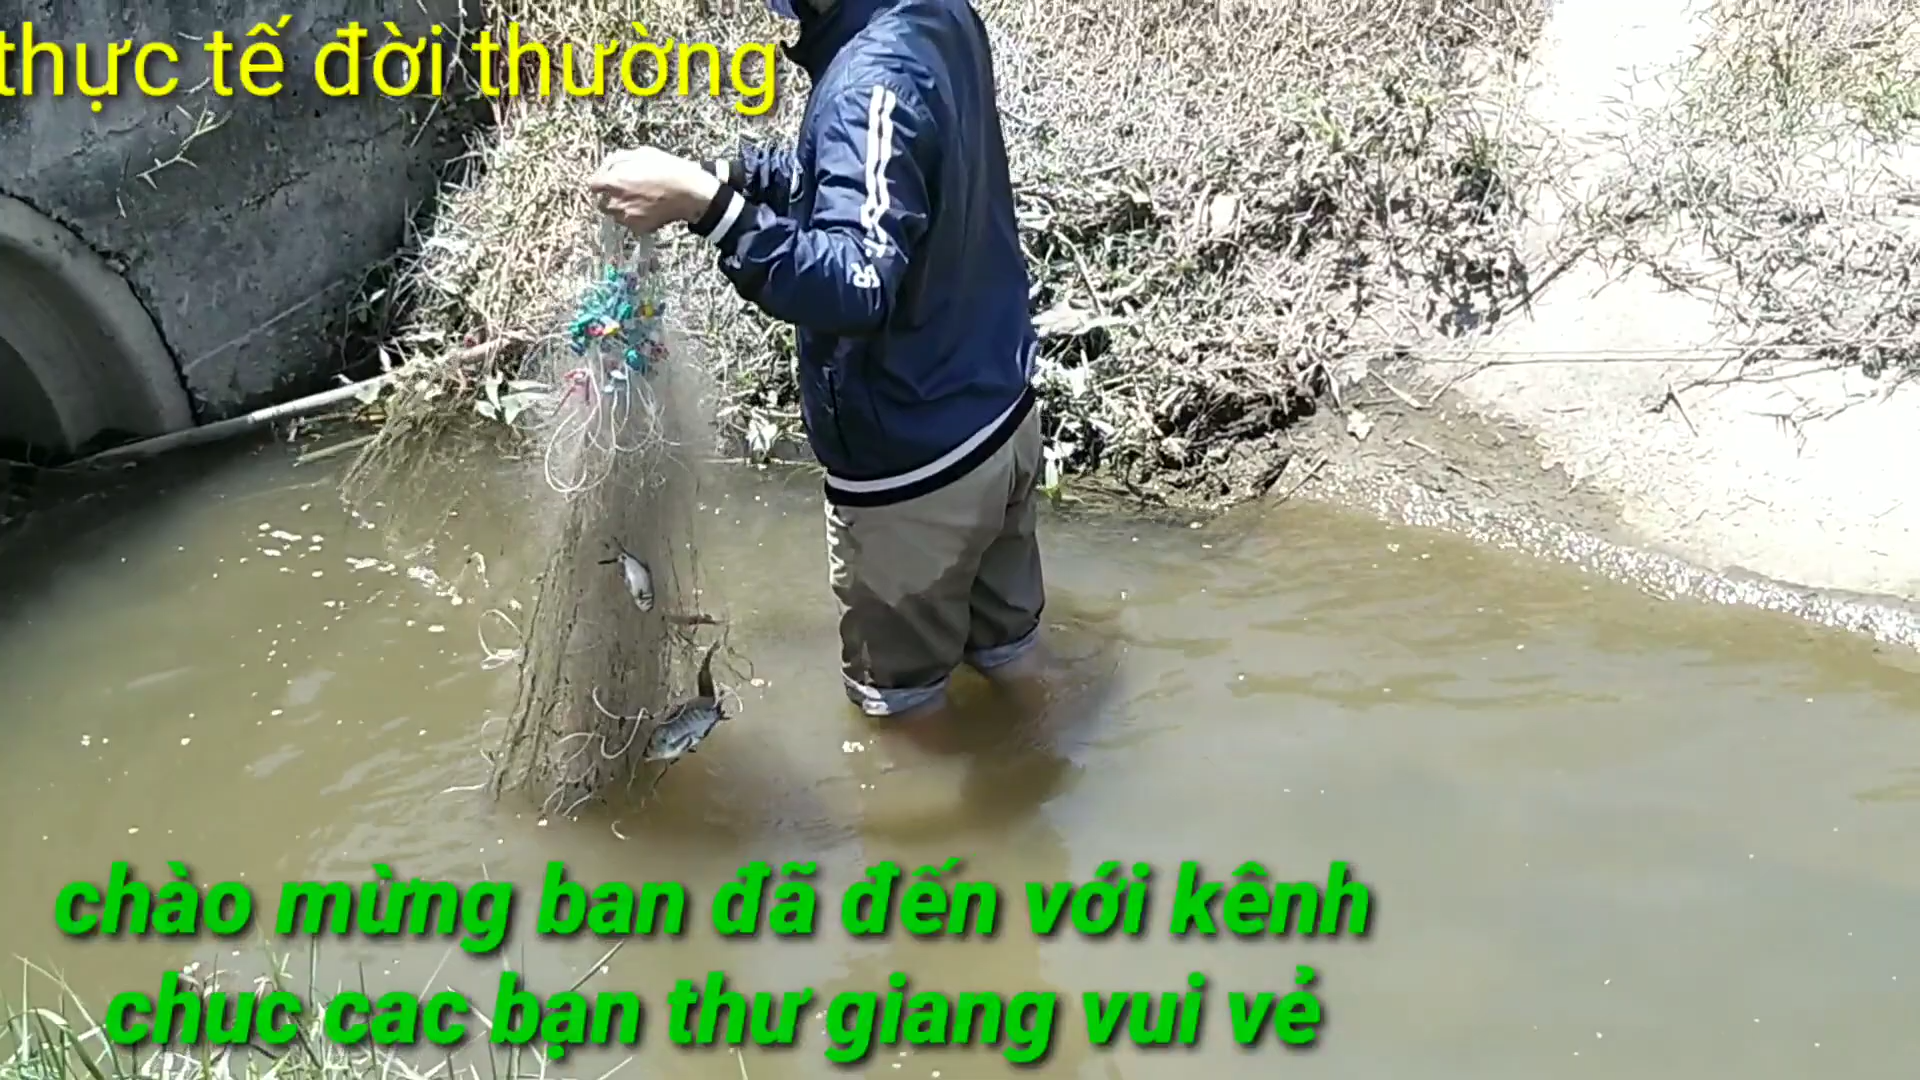 thực tế đời thường
chào mừng ban đã đến với kênh
chuc cac bạn thư giang vui vẻ